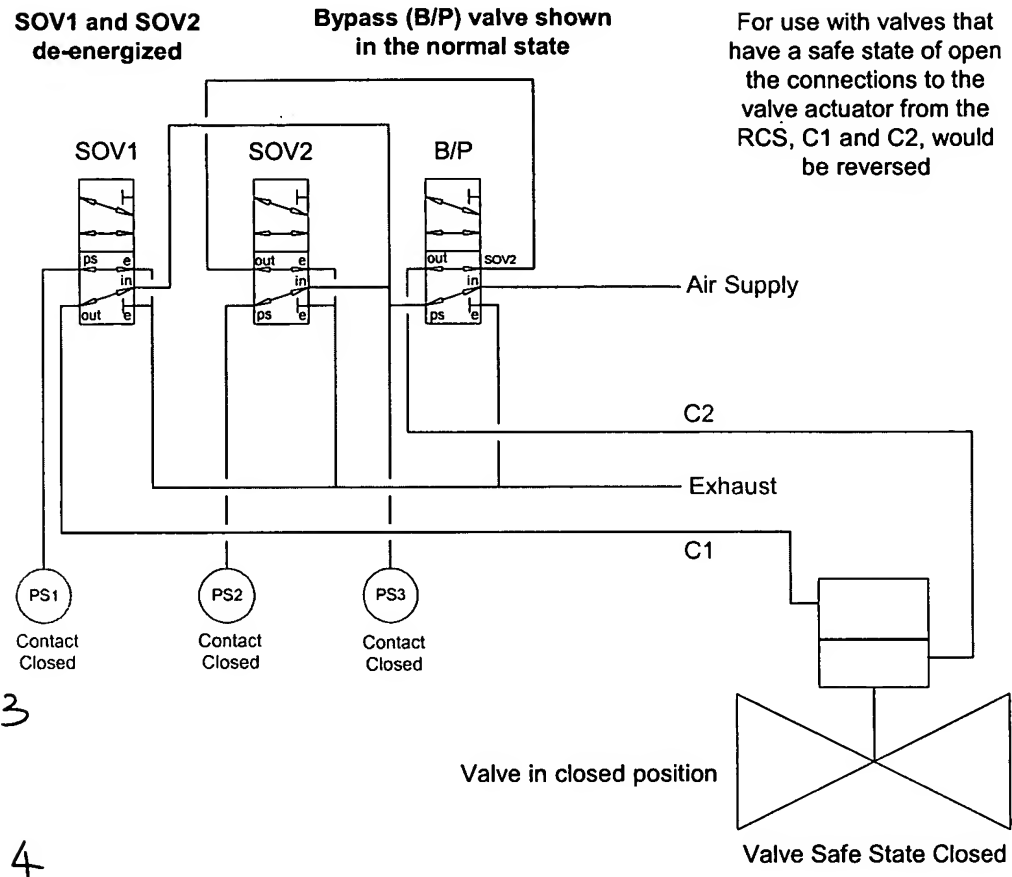 SOV1 and SOV2
de-energized
Bypass (B/P) valve shown
in the normal state
For use with valves that
have a safe state of open
the connections to the
valve actuator from the
RCS, C1 and C2, would
be reversed
SOV1
SOV2
B/P
ps e
in
out e
out e
in
ps e
out SOV2
in
ps e
Air Supply
C2
Exhaust
C1
PS1
Contact
Closed
PS2
Contact
Closed
PS3
Contact
Closed
3
Valve in closed position
4
Valve Safe State Closed